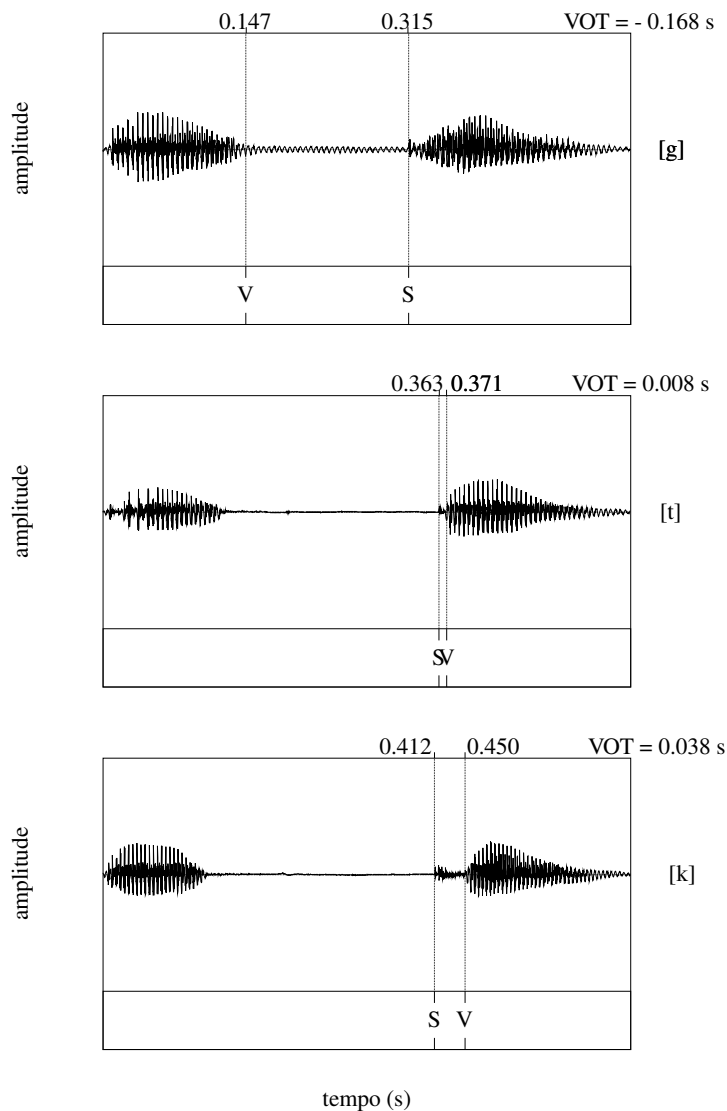 0.147 0.315 VOT = - 0.168 s
amplitude
[g]
V S
0.363 0.371 VOT = 0.008 s
amplitude
[t]
S V
0.412 0.450 VOT = 0.038 s
amplitude
[k]
S V
tempo (s)